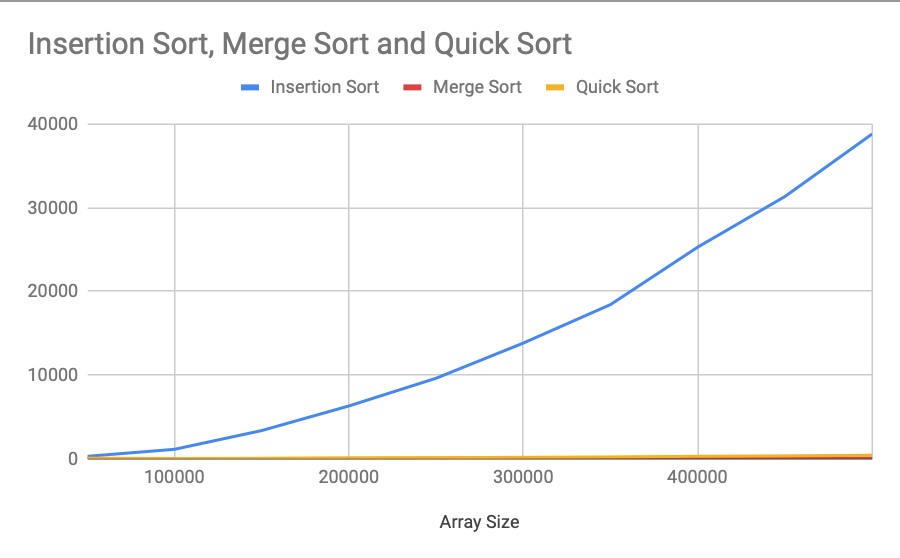 Insertion Sort, Merge Sort and Quick Sort
Insertion Sort Merge Sort Quick Sort
40000
30000
20000
10000
0
100000 200000 300000 400000
Array Size